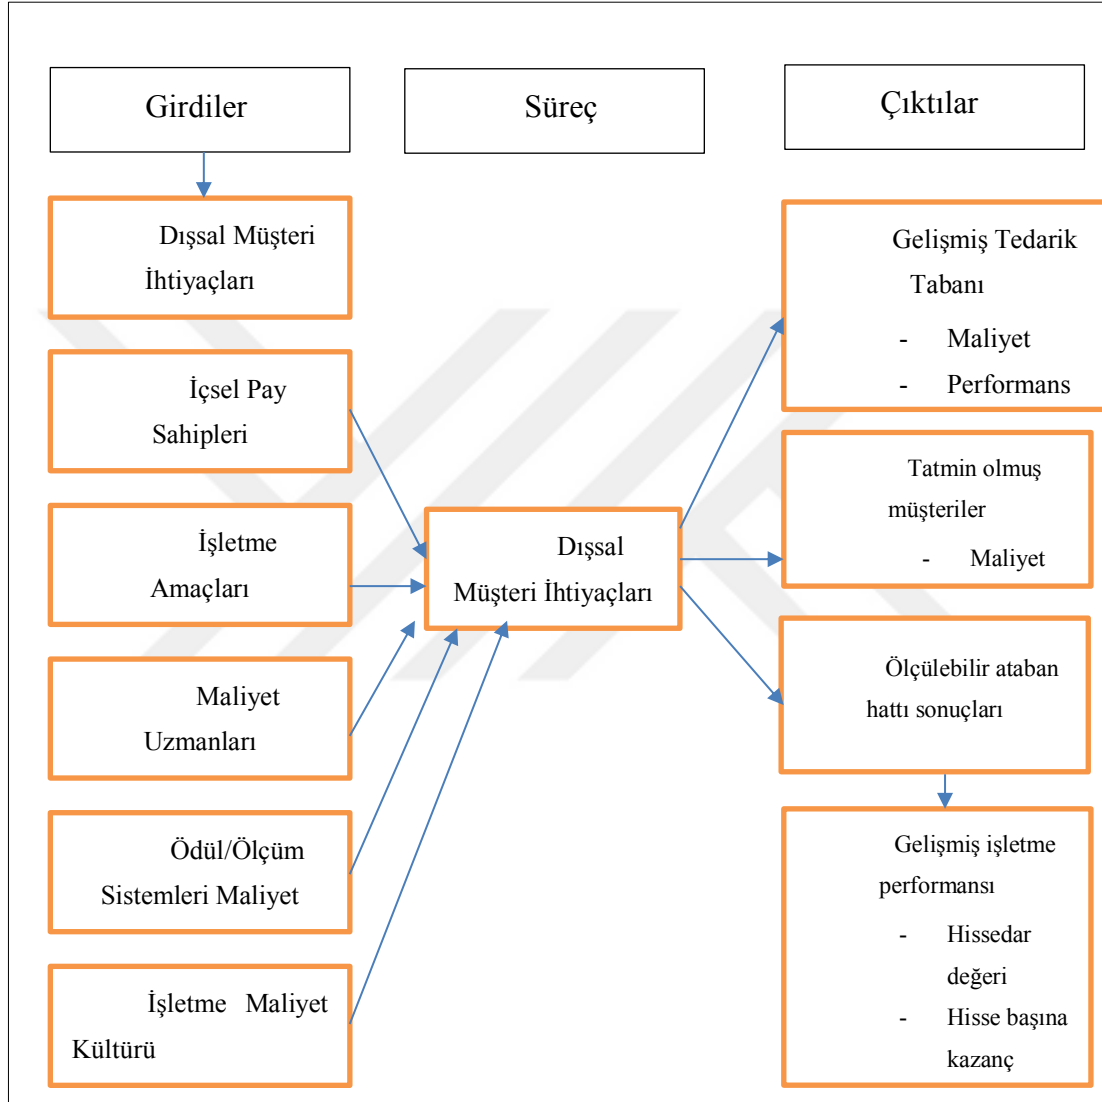 Girdiler
Süreç
Çıktılar
Dışsal Müşteri
İhtiyaçları
İçsel Pay
Sahipleri
İşletme
Amaçları
Maliyet
Uzmanları
Ödül/Ölçüm
Sistemleri Maliyet
İşletme Maliyet
Kültürü
Dışsal
Müşteri İhtiyaçları
Gelişmiş Tedarik
Tabanı
- Maliyet
- Performans
Tatmin olmuş
müşteriler
- Maliyet
Ölçülebilir ataban
hattı sonuçları
Gelişmiş işletme
performansı
- Hissedar
değeri
- Hisse başına
kazanç